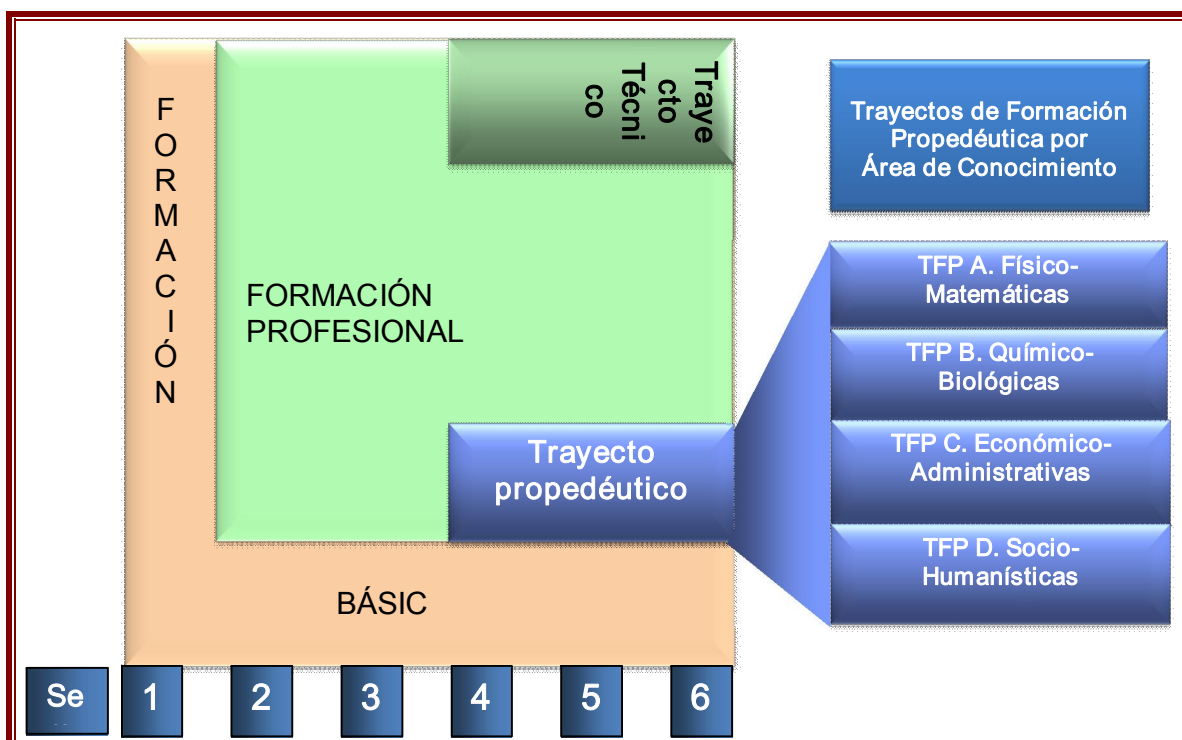 FORMACIÓN
Traye
cto
Técni
co
FORMACIÓN
PROFESIONAL
Trayecto
propedéutico
BÁSIC
Trayectos de Formación
Propedéutica por
Área de Conocimiento
TFP A. Físico-
Matemáticas
TFP B. Químico-
Biológicas
TFP C. Económico-
Administrativas
TFP D. Socio-
Humanísticas
Se 1 2 3 4 5 6